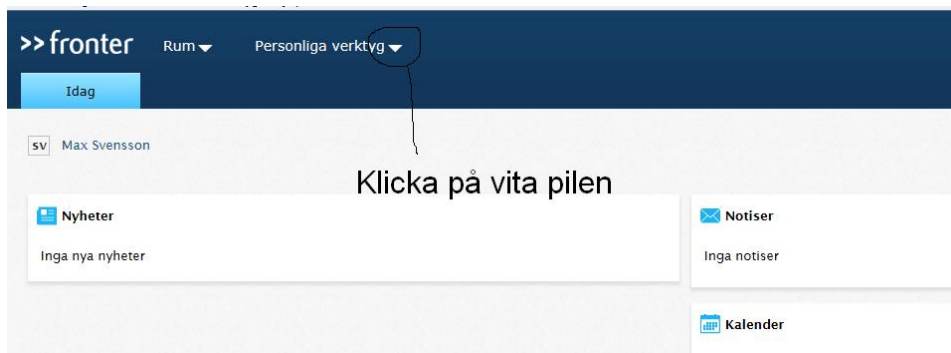 >> fronter Rum Personliga verktyg
Idag
SV Max Svensson
Klicka på vita pilen
Nyheter
Notiser
Inga nya nyheter
Inga notiser
Kalender